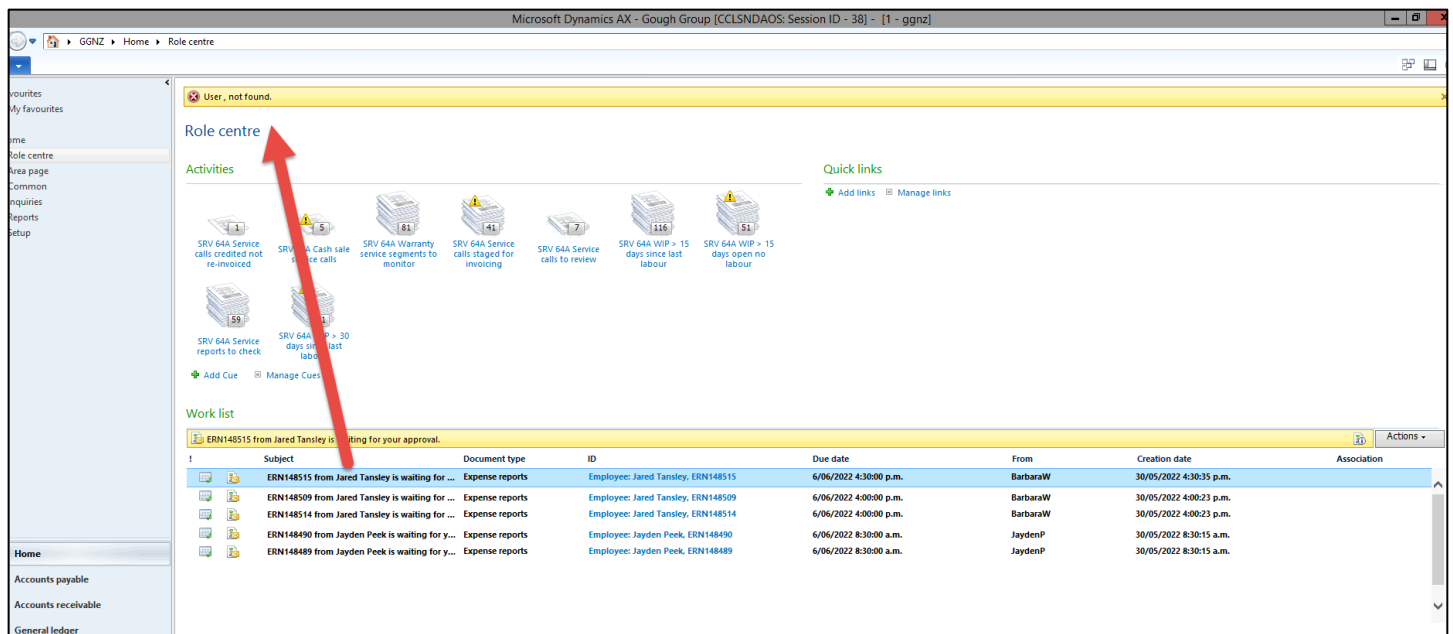 Microsoft Dynamics AX - Gough Group [CCLSNDAOS: Session ID - 38] - [1 - ggnz]
GGNZ Home Role centre
vourites
My favourites
ome
Role centre
Area page
Common
nquiries
Reports
Setup
User , not found.
Role centre
Activities
Quick links
Add links Manage links
1
SRV 64A Service
calls credited not
re-invoiced
5
SRV A Cash sale
s ce calls
81
SRV 64A Warranty
service segments to
monitor
41
SRV 64A Service
calls staged for
invoicing
7
SRV 64A Service
calls to review
116
SRV 64A WIP > 15
days since last
labour
51
SRV 64A WIP > 15
days open no
labour
59
SRV 64A Service
reports to check
1
SRV 64A P > 30
days sin last
labo
Add Cue Manage Cues
Work list
ERN148515 from Jared Tansley is waiting for your approval.
Actions
! Subject Document type ID Due date From Creation date Association
ERN148515 from Jared Tansley is waiting for ... Expense reports Employee: Jared Tansley, ERN148515 6/06/2022 4:30:00 p.m. BarbaraW 30/05/2022 4:30:35 p.m.
ERN148509 from Jared Tansley is waiting for ... Expense reports Employee: Jared Tansley, ERN148509 6/06/2022 4:00:00 p.m. BarbaraW 30/05/2022 4:00:23 p.m.
ERN148514 from Jared Tansley is waiting for ... Expense reports Employee: Jared Tansley, ERN148514 6/06/2022 4:00:00 p.m. BarbaraW 30/05/2022 4:00:23 p.m.
ERN148490 from Jayden Peek is waiting for y... Expense reports Employee: Jayden Peek, ERN148490 6/06/2022 8:30:00 a.m. JaydenP 30/05/2022 8:30:15 a.m.
ERN148489 from Jayden Peek is waiting for y... Expense reports Employee: Jayden Peek, ERN148489 6/06/2022 8:30:00 a.m. JaydenP 30/05/2022 8:30:15 a.m.
Home
Accounts payable
Accounts receivable
General ledger